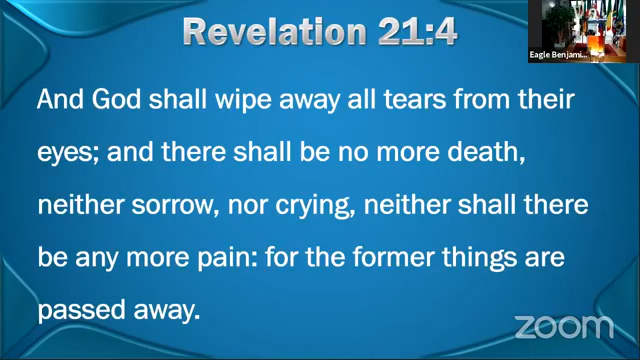 Revelation 21:4
Eagle Benjami...
And God shall wipe away all tears from their
eyes; and there shall be no more death,
neither sorrow, nor crying, neither shall there
be any more pain: for the former things are
passed away.
zoom